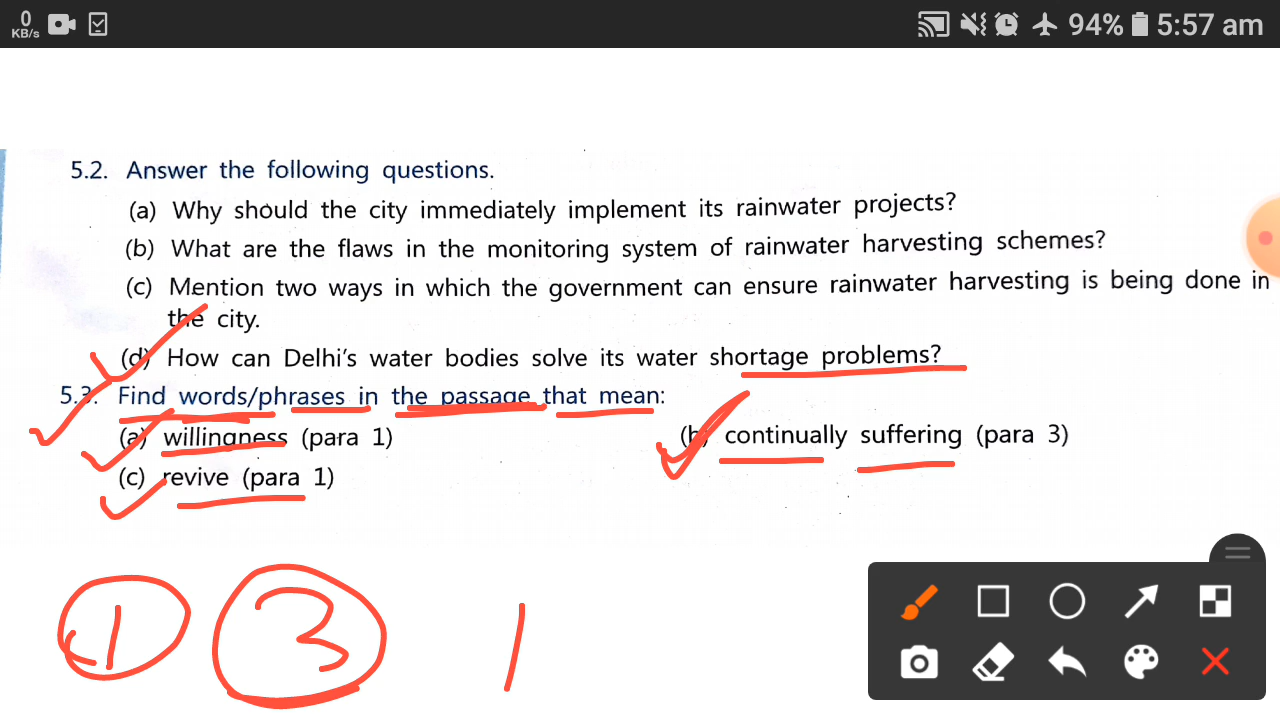 0
KB/s
94% 5:57 am
5.2. Answer the following questions.
(a) Why should the city immediately implement its rainwater projects?
(b) What are the flaws in the monitoring system of rainwater harvesting schemes?
(c) Mention two ways in which the government can ensure rainwater harvesting is being done in
the city.
(d) How can Delhi's water bodies solve its water shortage problems?
5.3. Find words/phrases in the passage that mean:
(a) willingness (para 1) (b) continually suffering (para 3)
(c) revive (para 1)
1 3 1